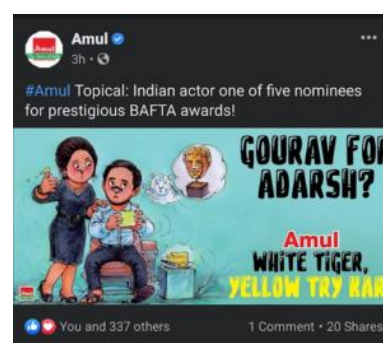 Amul
3h
#Amul Topical: Indian actor one of five nominees
for prestigious BAFTA awards!
GOURAV FO
ADARSH?
Amul
WHITE TIGER,
YELLOW TRY KAR
You and 337 others
1 Comment • 20 Shares